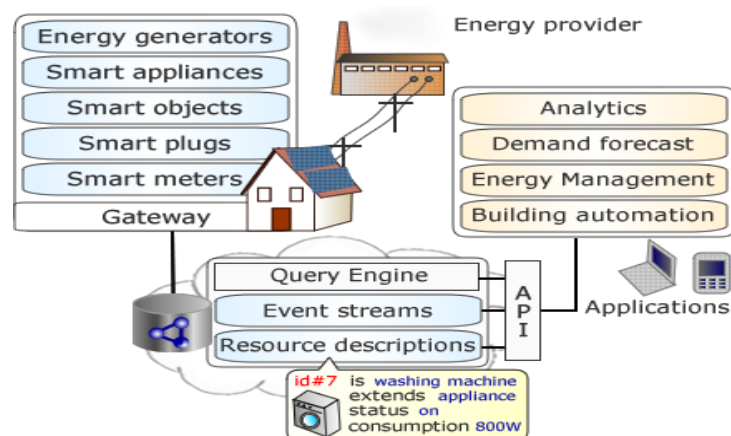 Energy generators
Smart appliances
Smart objects
Smart plugs
Smart meters
Gateway
Energy provider
Analytics
Demand forecast
Energy Management
Building automation
Applications
Query Engine
Event streams
Resource descriptions
API
id#7 is washing machine
extends appliance
status on
consumption 800W